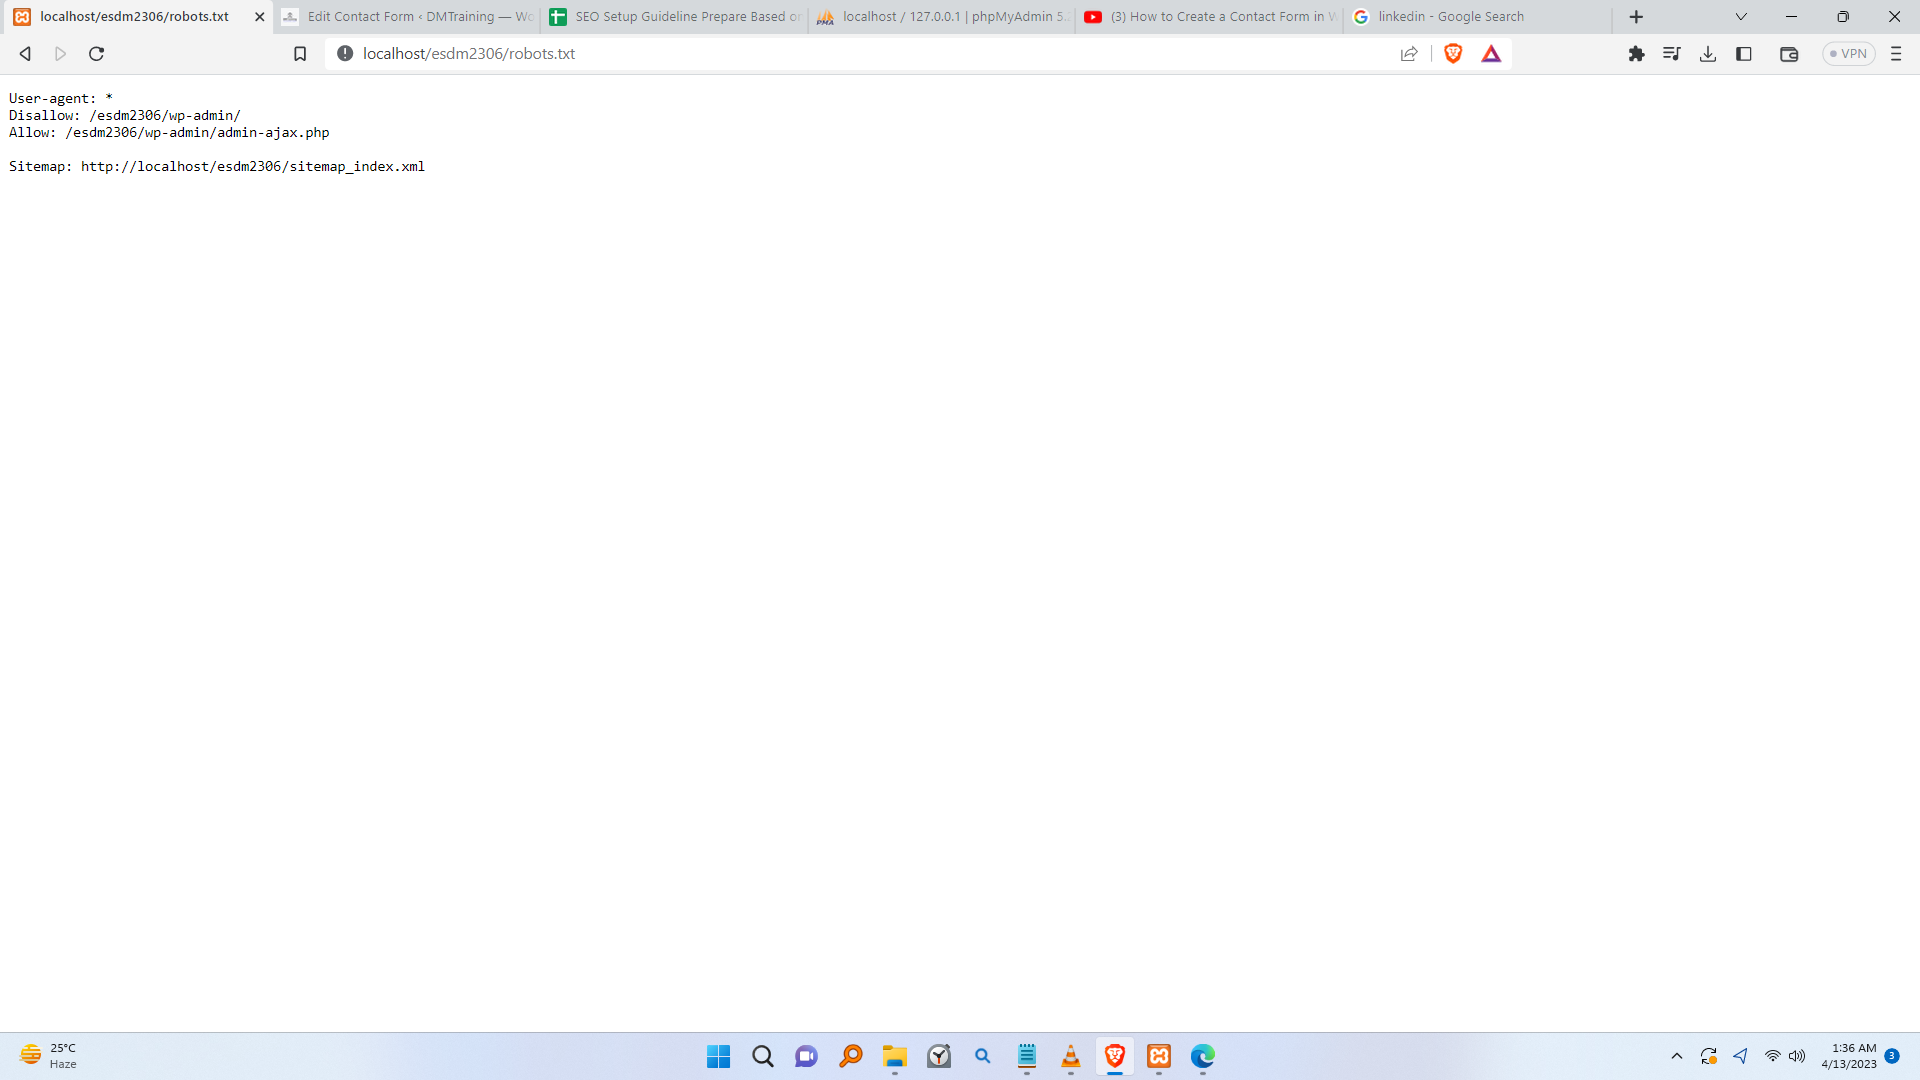 localhost/esdm2306/robots.txt
Edit Contact Form ‹ DMTraining — Wo
SEO Setup Guideline Prepare Based o
localhost / 127.0.0.1 | phpMyAdmin 5.
(3) How to Create a Contact Form in W
linkedin - Google Search
localhost/esdm2306/robots.txt
VPN
User-agent: *
Disallow: /esdm2306/wp-admin/
Allow: /esdm2306/wp-admin/admin-ajax.php
Sitemap: http://localhost/esdm2306/sitemap_index.xml
25°C
Haze
1:36 AM
4/13/2023
3